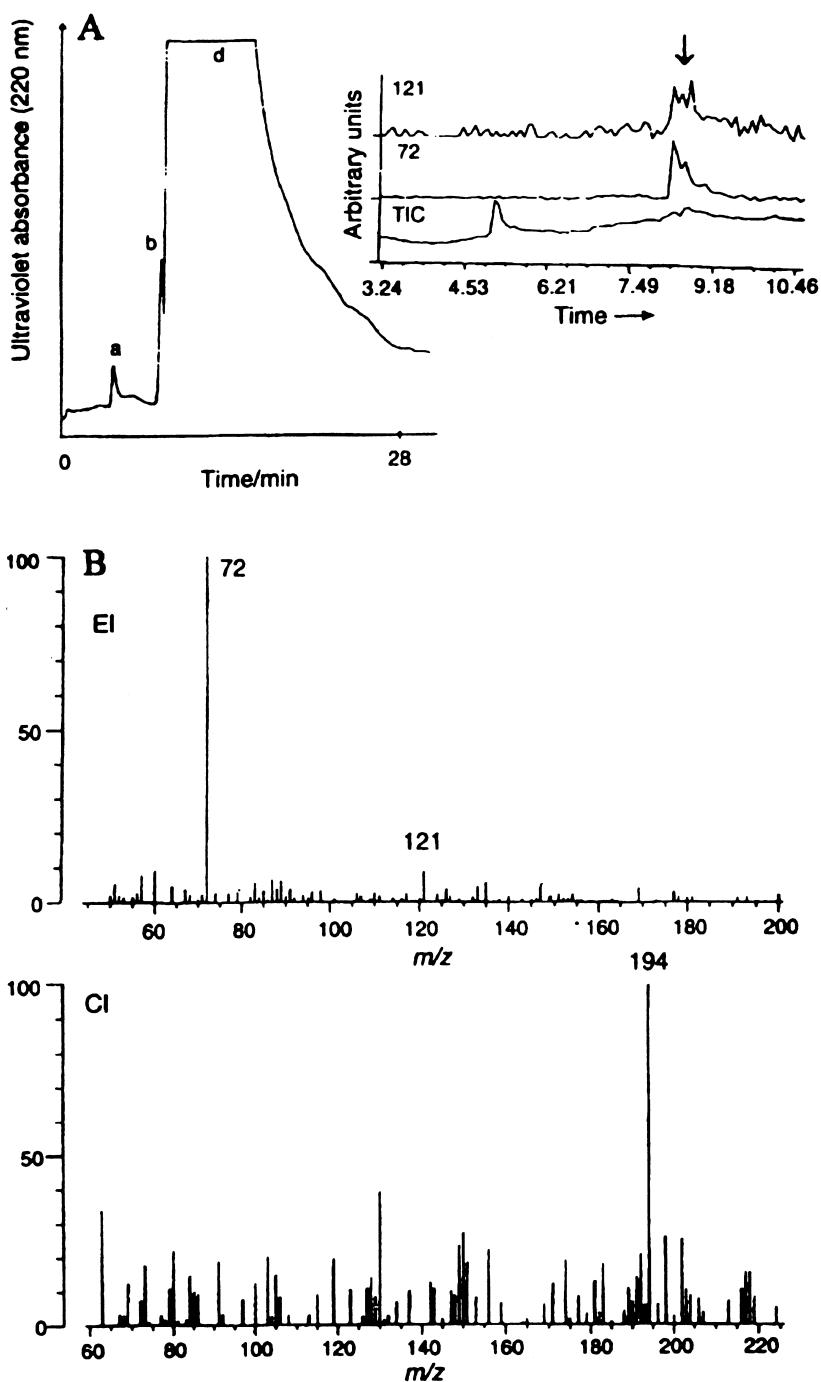 A
Ultraviolet absorbance (220 nm)
d
b
a
0
28
Time/min
Arbitrary units
121
72
TIC
3.24 4.53 6.21 7.49 9.18 10.46
Time
B
EI
100
50
0
72
121
60 80 100 120 140 160 180 200
m/z
CI
100
50
0
194
60 80 100 120 140 160 180 200 220
m/z